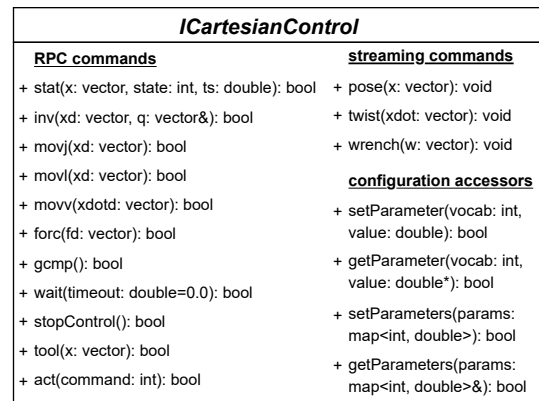 ICartesianControl
RPC commands
+ stat(x: vector, state: int, ts: double): bool
+ inv(xd: vector, q: vector&): bool
+ movj(xd: vector): bool
+ movl(xd: vector): bool
+ movv(xdotd: vector): bool
+ forc(fd: vector): bool
+ gcmp(): bool
+ wait(timeout: double=0.0): bool
+ stopControl(): bool
+ tool(x: vector): bool
+ act(command: int): bool
streaming commands
+ pose(x: vector): void
+ twist(xdot: vector): void
+ wrench(w: vector): void
configuration accessors
+ setParameter(vocab: int,
value: double): bool
+ getParameter(vocab: int,
value: double*): bool
+ setParameters(params:
map<int, double>): bool
+ getParameters(params:
map<int, double>&): bool